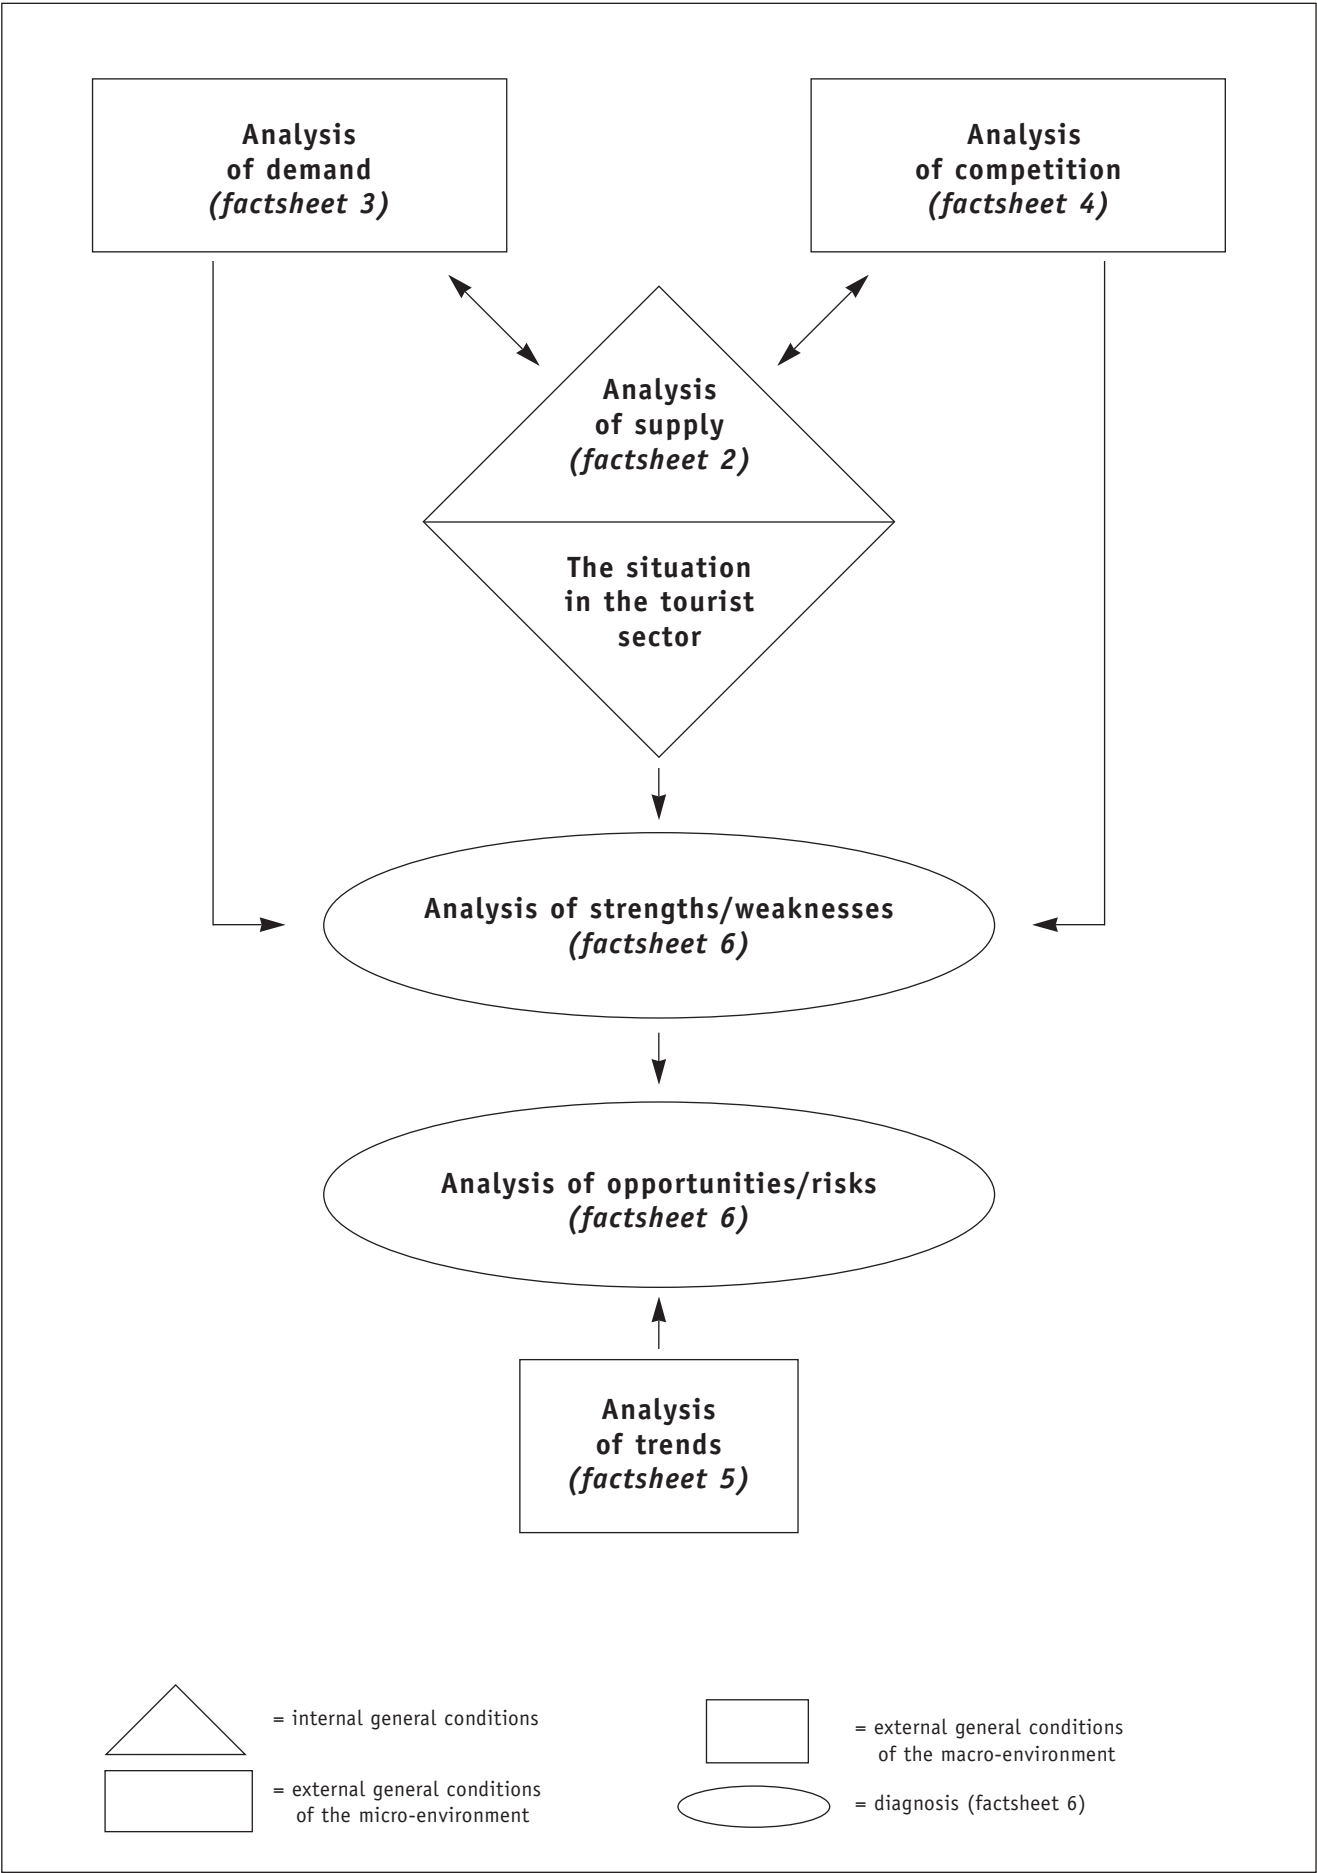 Analysis
of demand
(factsheet 3)
Analysis
of competition
(factsheet 4)
Analysis
of supply
(factsheet 2)
The situation
in the tourist
sector
Analysis of strengths/weaknesses
(factsheet 6)
Analysis of opportunities/risks
(factsheet 6)
Analysis
of trends
(factsheet 5)
= internal general conditions
= external general conditions
of the micro-environment
= external general conditions
of the macro-environment
= diagnosis (factsheet 6)